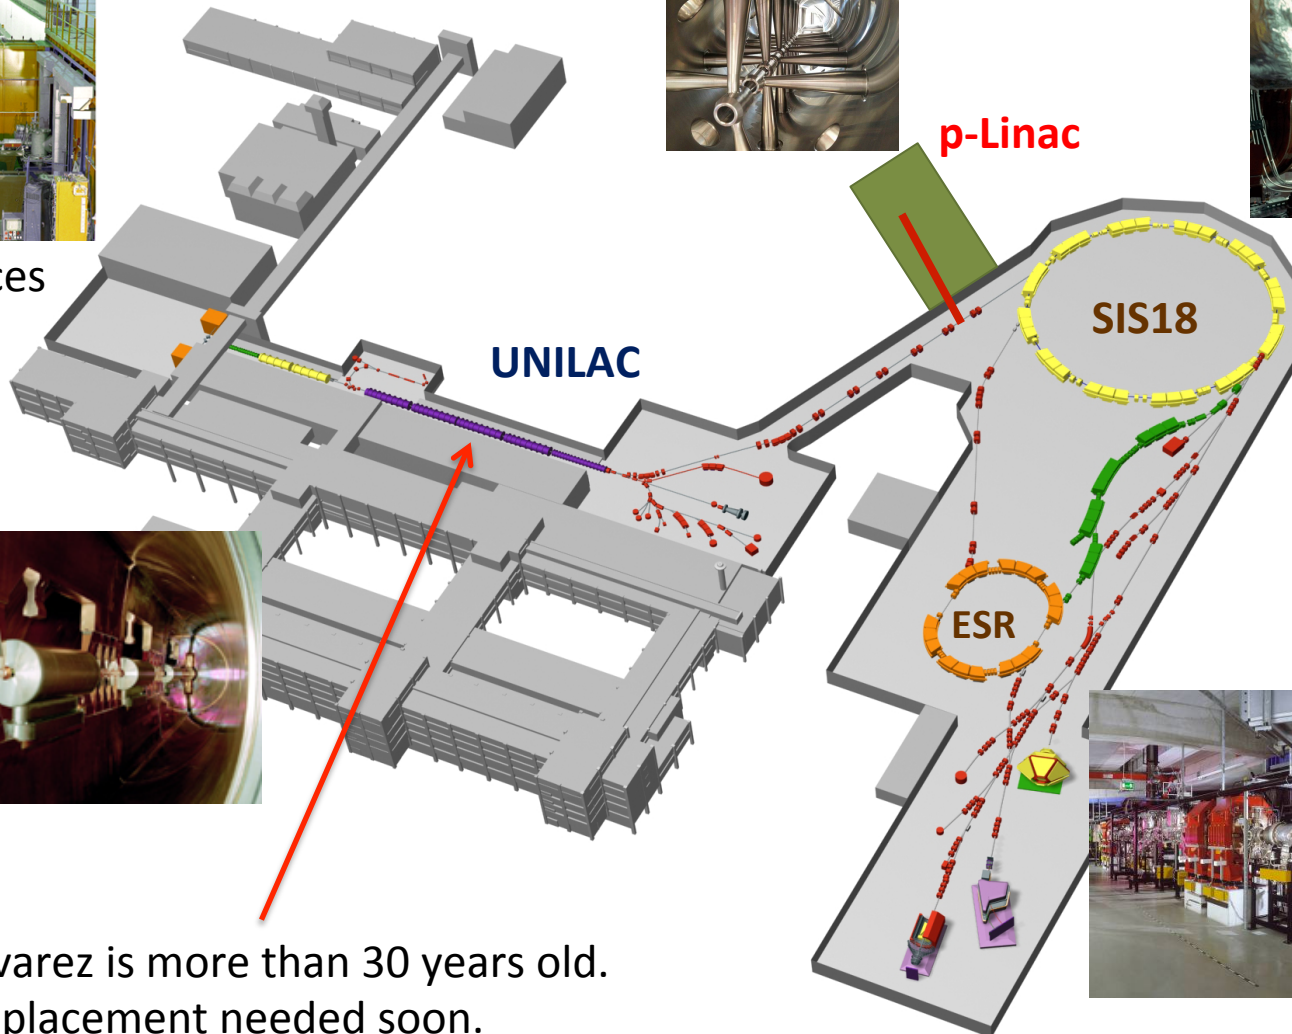 p-Linac
ces
SIS18
UNILAC
ESR
varez is more than 30 years old.
placement needed soon.